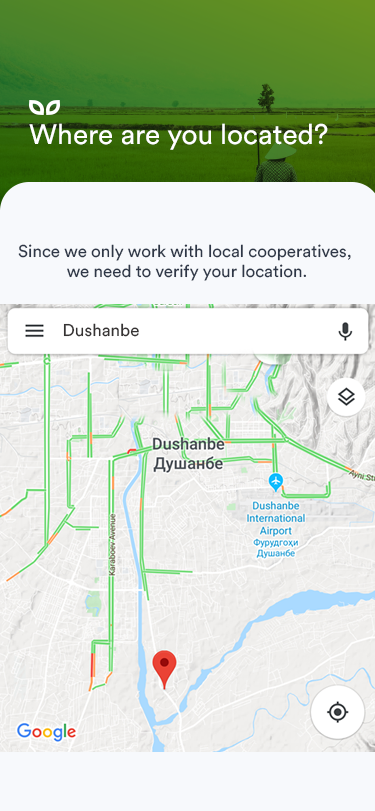 Where are you located?
Since we only work with local cooperatives,
we need to verify your location.
Dushanbe
Dushanbe
Душанбе
Ayni St
Dushanbe
International
Airport
Фурудгоҳи
Душанбе
Karaboev Avenue
Google